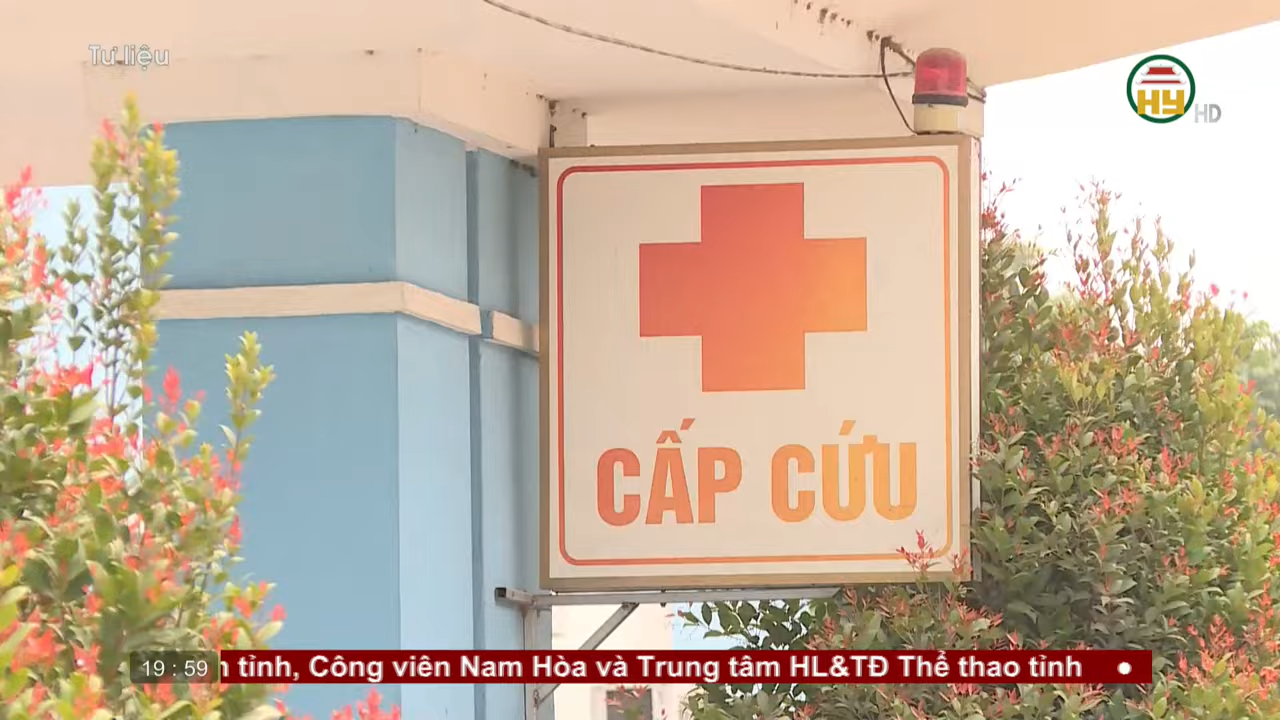 Tư liệu
HY HD
CẤP CỨU
19:59
tỉnh, Công viên Nam Hòa và Trung tâm HL&TĐ Thể thao tỉnh